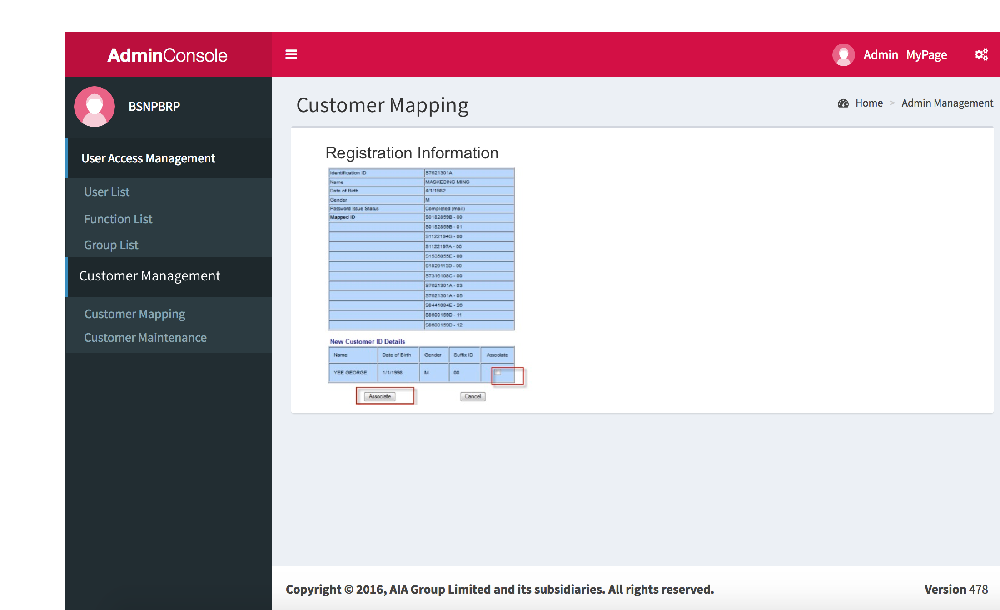 AdminConsole
Admin MyPage
BSNPBRP
User Access Management
User List
Function List
Group List
Customer Management
Customer Mapping
Customer Maintenance
Customer Mapping
Home > Admin Management
Registration Information
Identification ID S7621301A
Name MASKEDING MING
Date of Birth 4/1/1982
Gender M
Password Issue Status Completed (mail)
Mapped ID S0182859B - 00
S0182859B - 01
S1122194G - 00
S1122197A - 00
S1535055E - 00
S1829113D - 00
S7316108C - 00
S7621301A - 03
S7621301A - 05
S8441084E - 26
S8600159D - 11
S8600159D - 12
New Customer ID Details
Name Date of Birth Gender Suffix ID Associate
YEE GEORGE 1/1/1998 M 00
Associate Cancel
Copyright © 2016, AIA Group Limited and its subsidiaries. All rights reserved.
Version 478